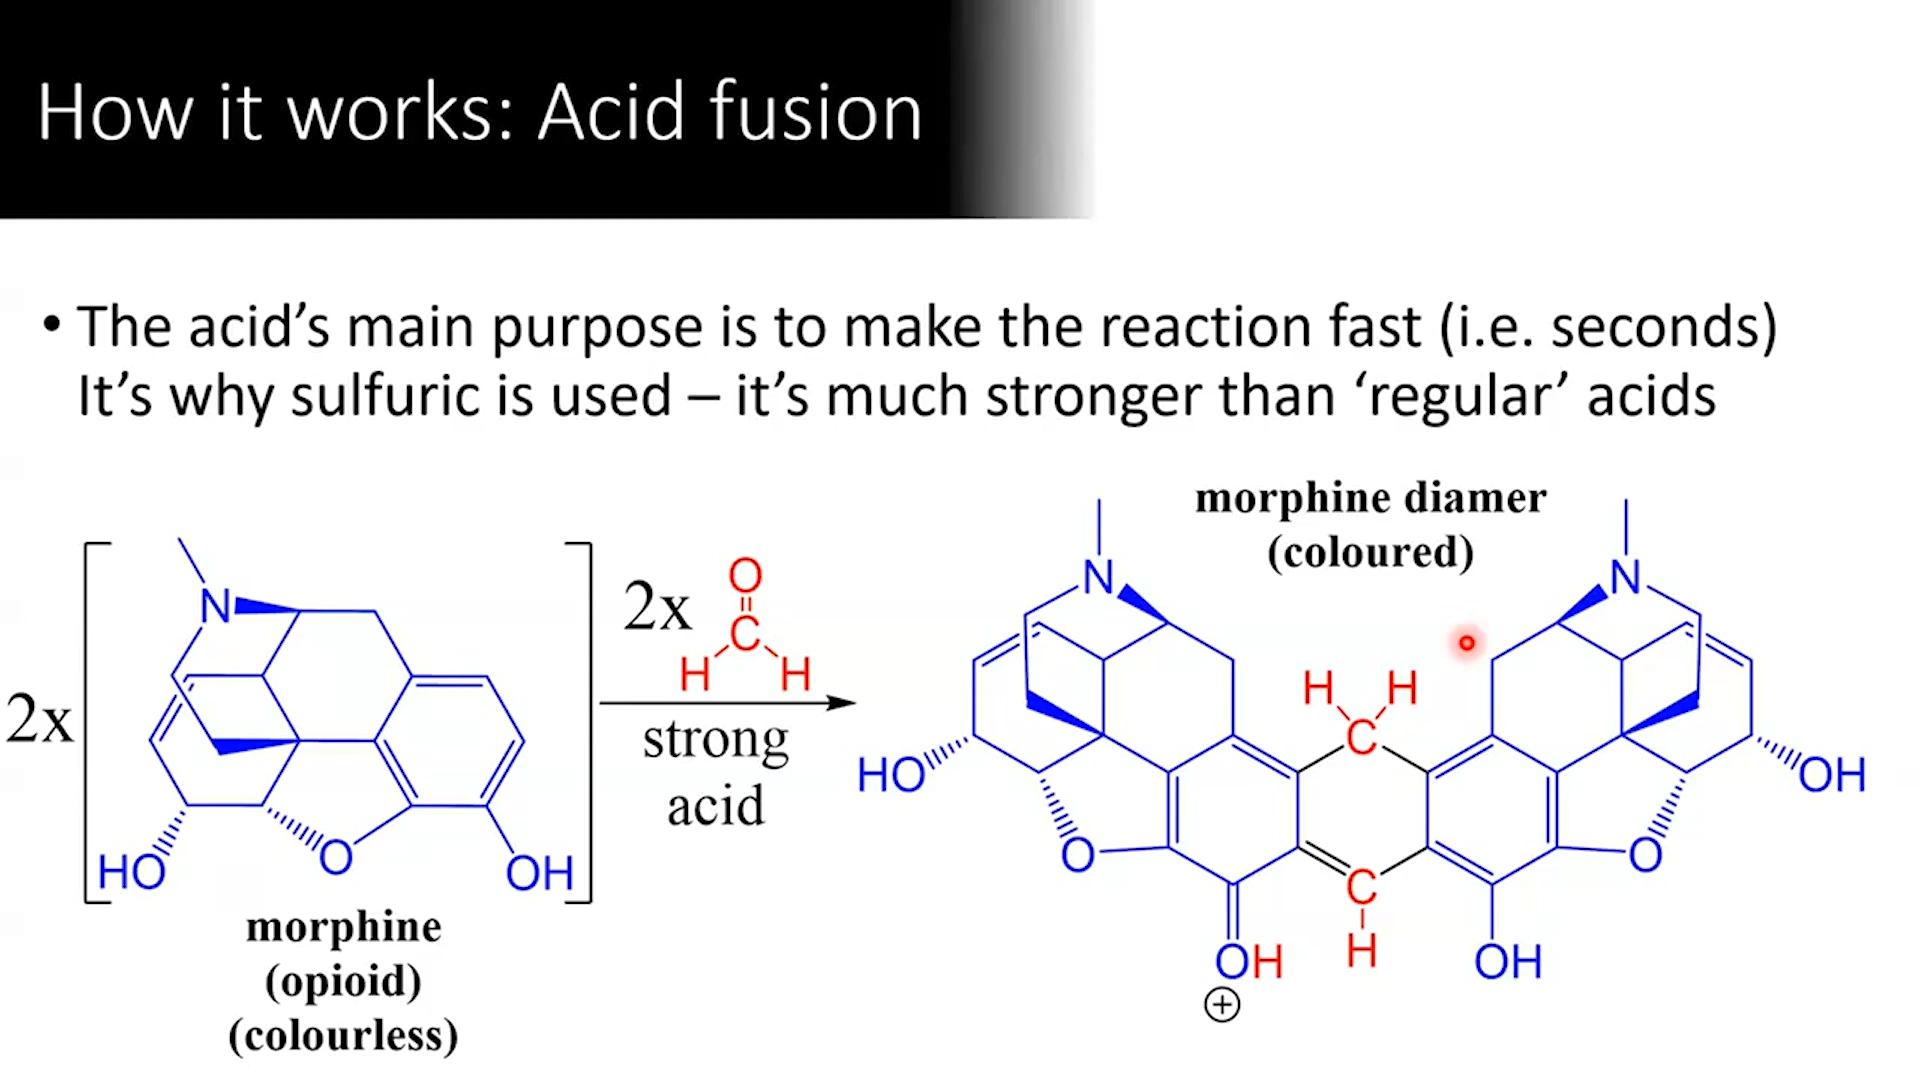 How it works: Acid fusion
• The acid’s main purpose is to make the reaction fast (i.e. seconds)
It’s why sulfuric is used – it’s much stronger than ‘regular’ acids
2x
N
HO
O
OH
morphine
(opioid)
(colourless)
2x
O
C
H H
strong
acid
morphine diamer
(coloured)
N
N
H H
C
HO
OH
O
O
C
OH
H
OH
+